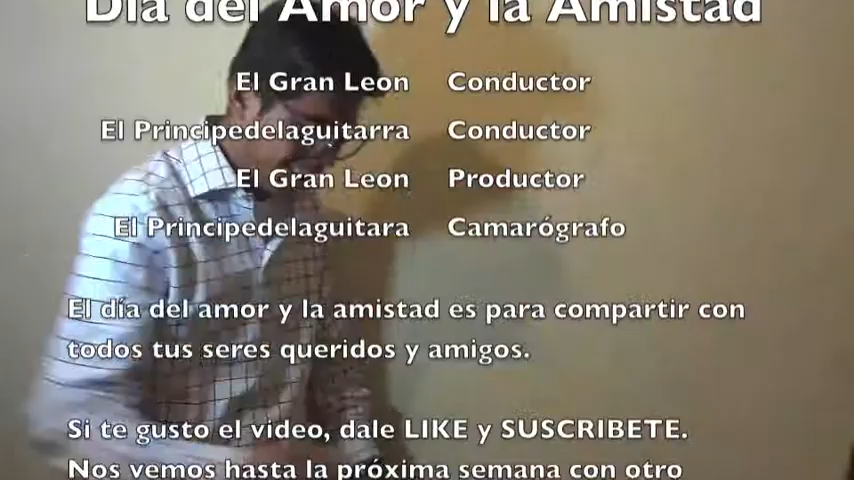 Día del Amor y la Amistad
El Gran Leon Conductor
El Principedelaguitarra Conductor
El Gran Leon Productor
El Principedelaguitara Camarógrafo
El día del amor y la amistad es para compartir con
todos tus seres queridos y amigos.
Si te gusto el video, dale LIKE y SUSCRIBETE.
Nos vemos hasta la próxima semana con otro